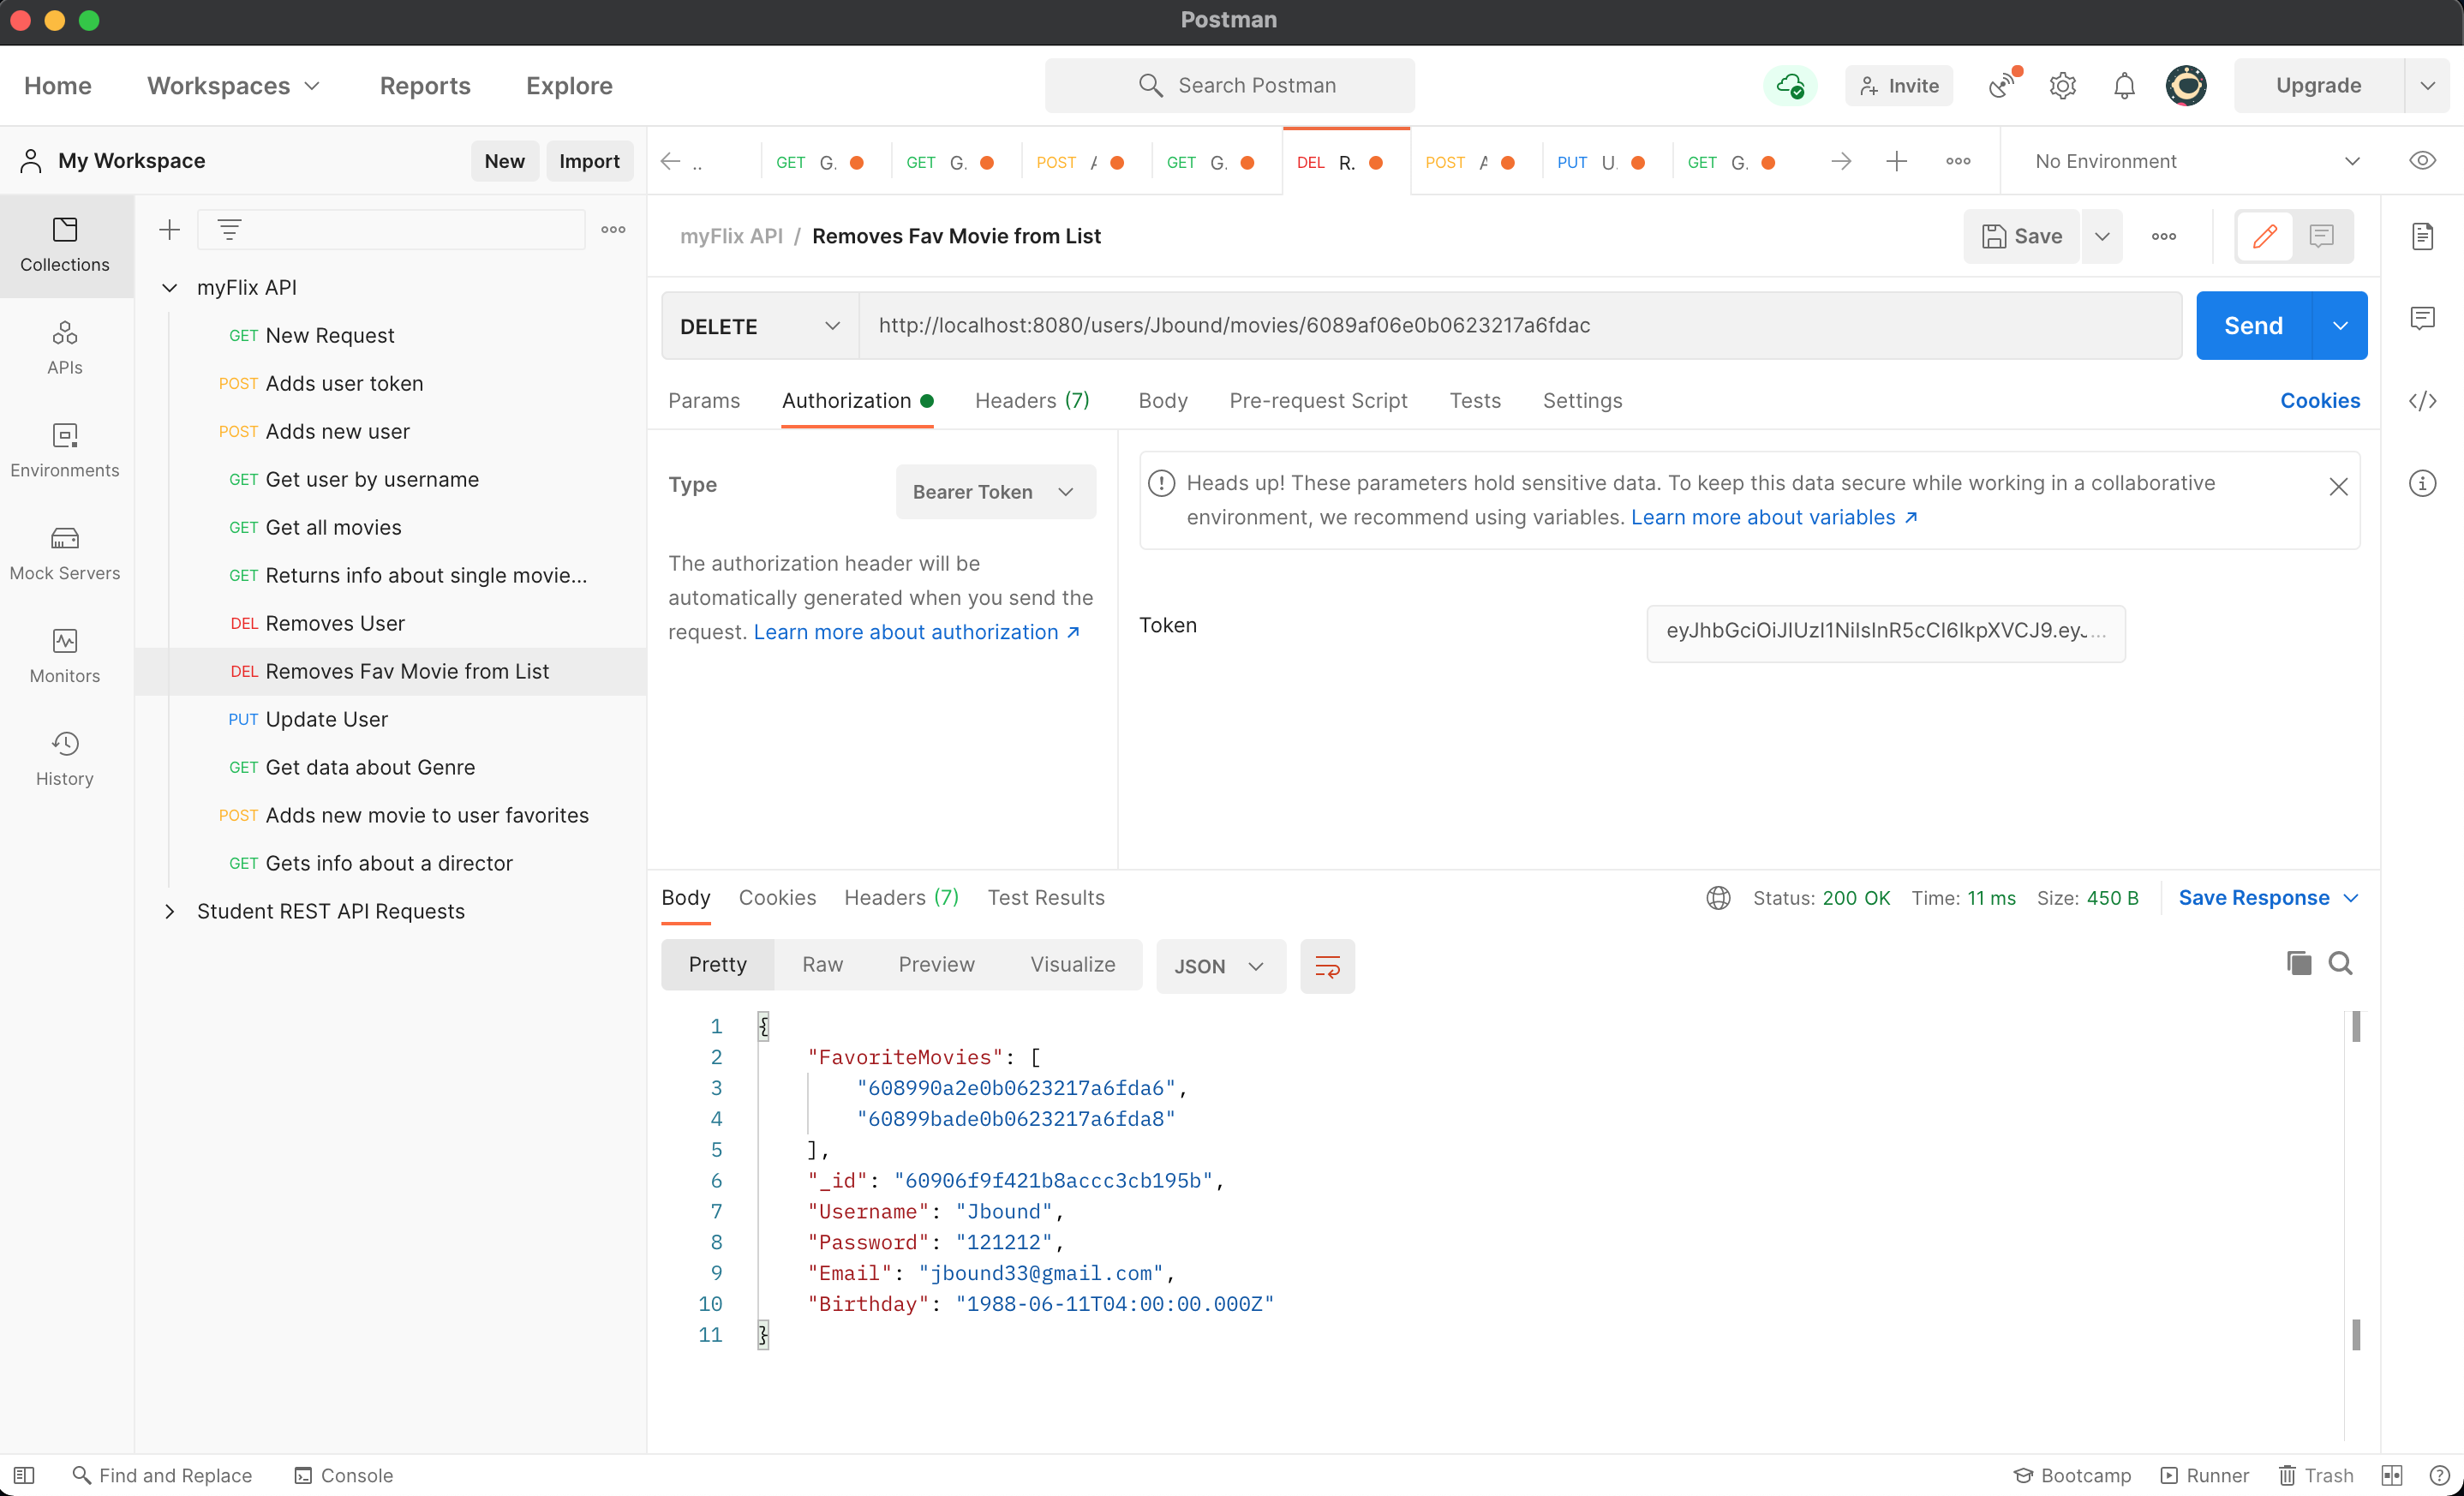 Postman
Home
Workspaces
Reports
Explore
Search Postman
Invite
Upgrade
My Workspace
New
Import
..
GET G.
GET G.
POST
GET G.
DEL R.
POST
PUT U.
GET G.
No Environment
Collections
APIs
Environments
Mock Servers
Monitors
History
myFlix API
GET New Request
POST Adds user token
POST Adds new user
GET Get user by username
GET Get all movies
GET Returns info about single movie...
DEL Removes User
DEL Removes Fav Movie from List
PUT Update User
GET Get data about Genre
POST Adds new movie to user favorites
GET Gets info about a director
Student REST API Requests
myFlix API / Removes Fav Movie from List
Save
DELETE
http://localhost:8080/users/Jbound/movies/6089af06e0b0623217a6fdac
Send
Params
Authorization
Headers (7)
Body
Pre-request Script
Tests
Settings
Cookies
Type
Bearer Token
The authorization header will be
automatically generated when you send the
request. Learn more about authorization ↗
Heads up! These parameters hold sensitive data. To keep this data secure while working in a collaborative
environment, we recommend using variables. Learn more about variables ↗
Token
eyJhbGciOiJIUzI1NiIsInR5cCI6IkpXVCJ9.eyJ...
Body
Cookies
Headers (7)
Test Results
Status: 200 OK
Time: 11 ms
Size: 450 B
Save Response
Pretty
Raw
Preview
Visualize
JSON
1 {
2 "FavoriteMovies": [
3 "608990a2e0b0623217a6fda6",
4 "60899bade0b0623217a6fda8"
5 ],
6 "_id": "60906f9f421b8accc3cb195b",
7 "Username": "Jbound",
8 "Password": "121212",
9 "Email": "jbound33@gmail.com",
10 "Birthday": "1988-06-11T04:00:00.000Z"
11 }
Find and Replace
Console
Bootcamp
Runner
Trash